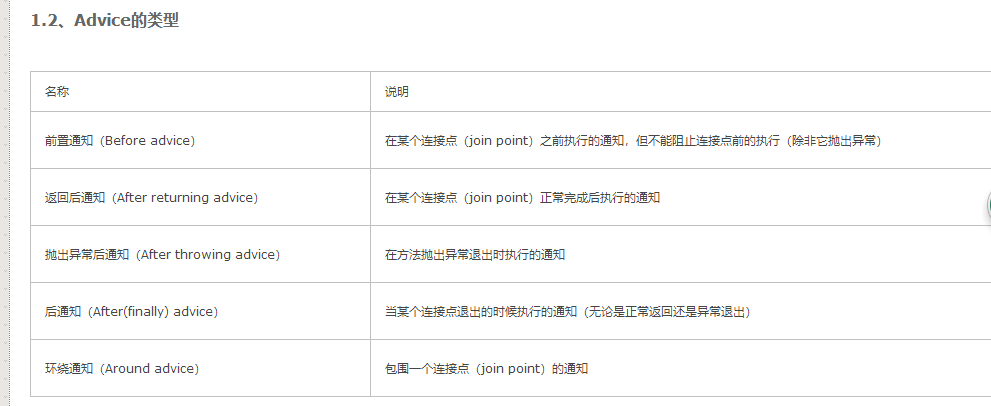 1.2、Advice的类型
名称 说明
前置通知（Before advice） 在某个连接点（join point）之前执行的通知，但不能阻止连接点前的执行（除非它抛出异常）
返回后通知（After returning advice） 在某个连接点（join point）正常完成后执行的通知
抛出异常后通知（After throwing advice） 在方法抛出异常退出时执行的通知
后通知（After(finally) advice） 当某个连接点退出的时候执行的通知（无论是正常返回还是异常退出）
环绕通知（Around advice） 包围一个连接点（join point）的通知